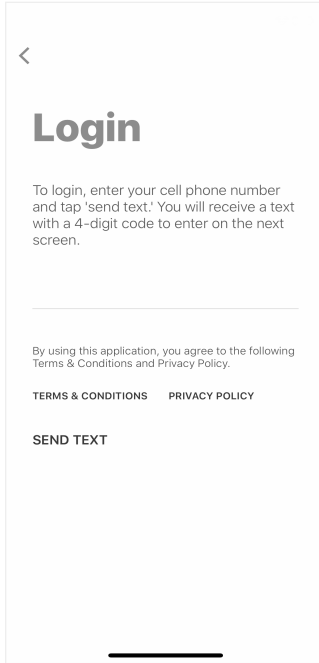 Login
To login, enter your cell phone number
and tap 'send text.' You will receive a text
with a 4-digit code to enter on the next
screen.
By using this application, you agree to the following
Terms & Conditions and Privacy Policy.
TERMS & CONDITIONS PRIVACY POLICY
SEND TEXT